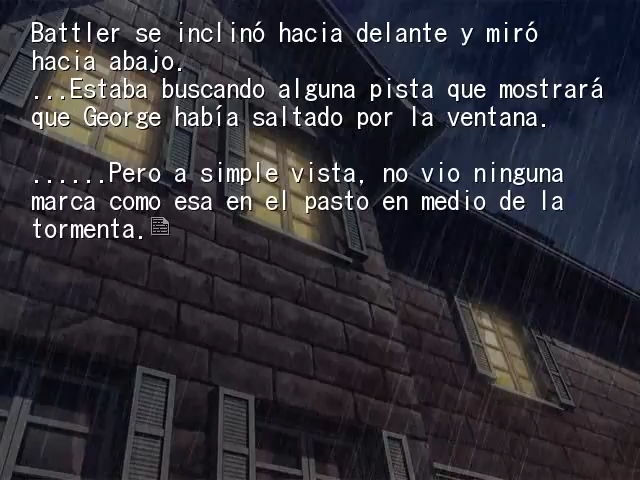 Battler se inclinó hacia delante y miró
hacia abajo.
...Estaba buscando alguna pista que mostrará
que George había saltado por la ventana.
......Pero a simple vista, no vio ninguna
marca como esa en el pasto en medio de la
tormenta.